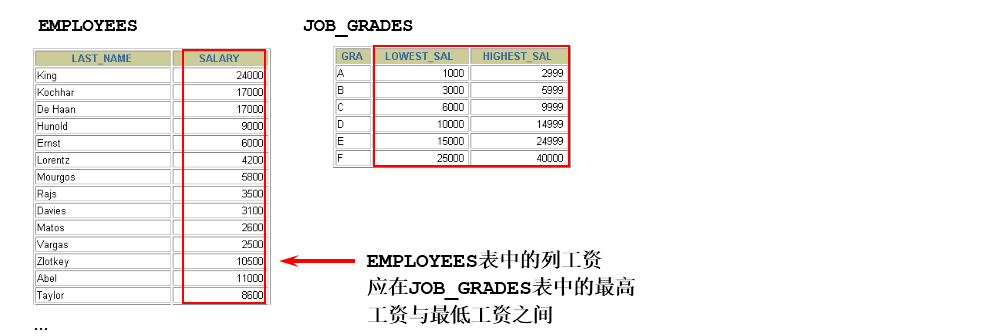 EMPLOYEES
LAST_NAME SALARY
King 24000
Kochhar 17000
De Haan 17000
Hunold 9000
Ernst 6000
Lorentz 4200
Mourgos 5800
Rajs 3500
Davies 3100
Matos 2600
Vargas 2500
Zlotkey 10500
Abel 11000
Taylor 8600
...
JOB_GRADES
GRA LOWEST_SAL HIGHEST_SAL
A 1000 2999
B 3000 5999
C 6000 9999
D 10000 14999
E 15000 24999
F 25000 40000
EMPLOYEES表中的列工资
应在JOB_GRADES表中的最高
工资与最低工资之间